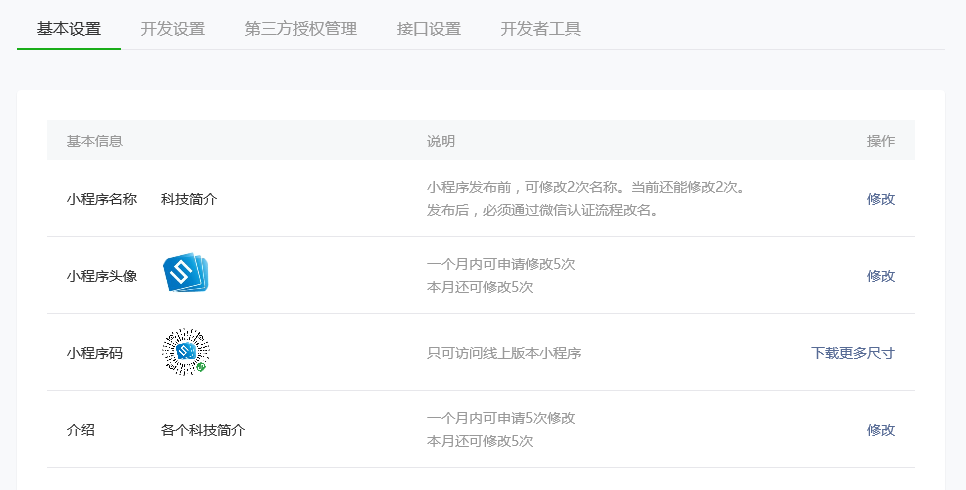 基本设置 开发设置 第三方授权管理 接口设置 开发者工具
基本信息 说明 操作
小程序名称 科技简介 小程序发布前，可修改2次名称。当前还能修改2次。 修改
发布后，必须通过微信认证流程改名。
小程序头像 一个月内可申请修改5次 修改
本月还可修改5次
小程序码 只可访问线上版本小程序 下载更多尺寸
介绍 各个科技简介 一个月内可申请5次修改 修改
本月还可修改5次